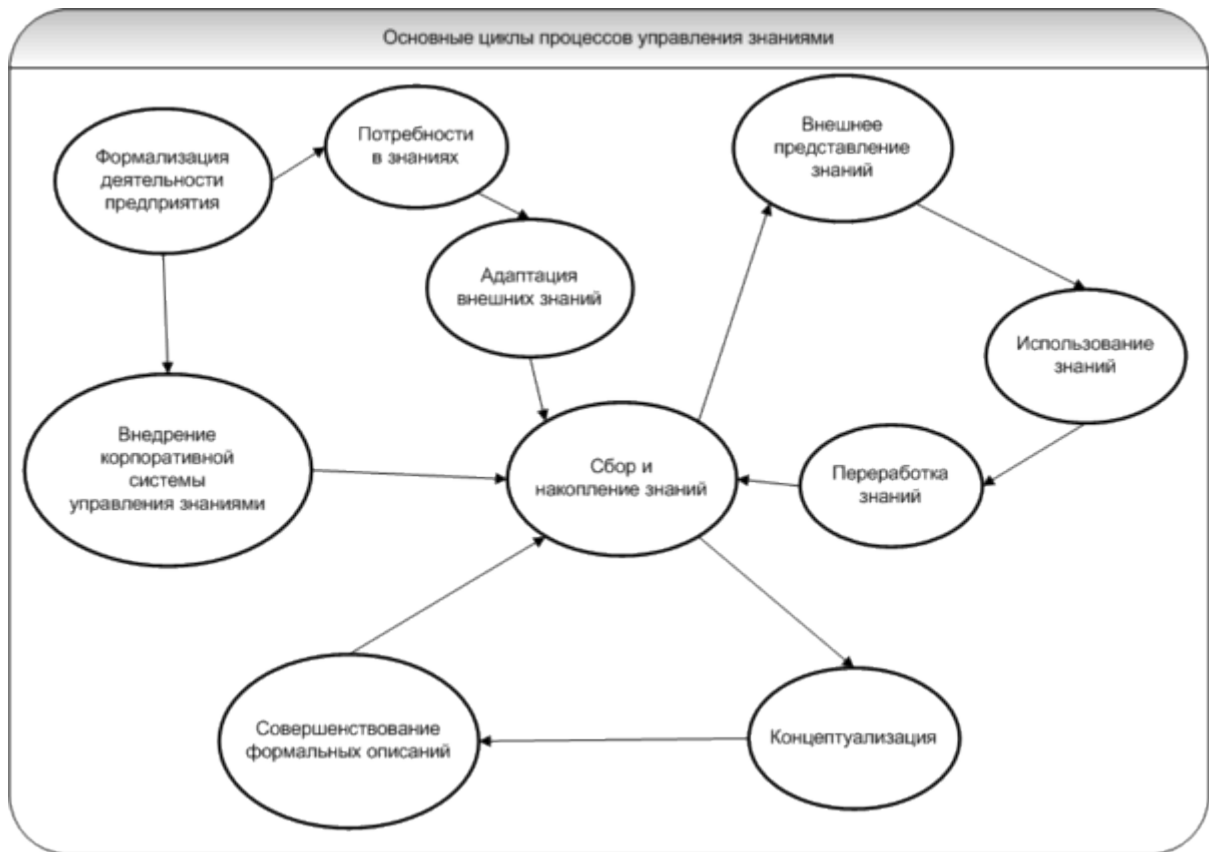 Основные циклы процессов управления знаниями
Формализация
деятельности
предприятия
Потребности
в знаниях
Внешнее
представление
знаний
Адаптация
внешних знаний
Использование
знаний
Внедрение
корпоративной
системы
управления знаниями
Сбор и
накопление знаний
Переработка
знаний
Совершенствование
формальных описаний
Концептуализация